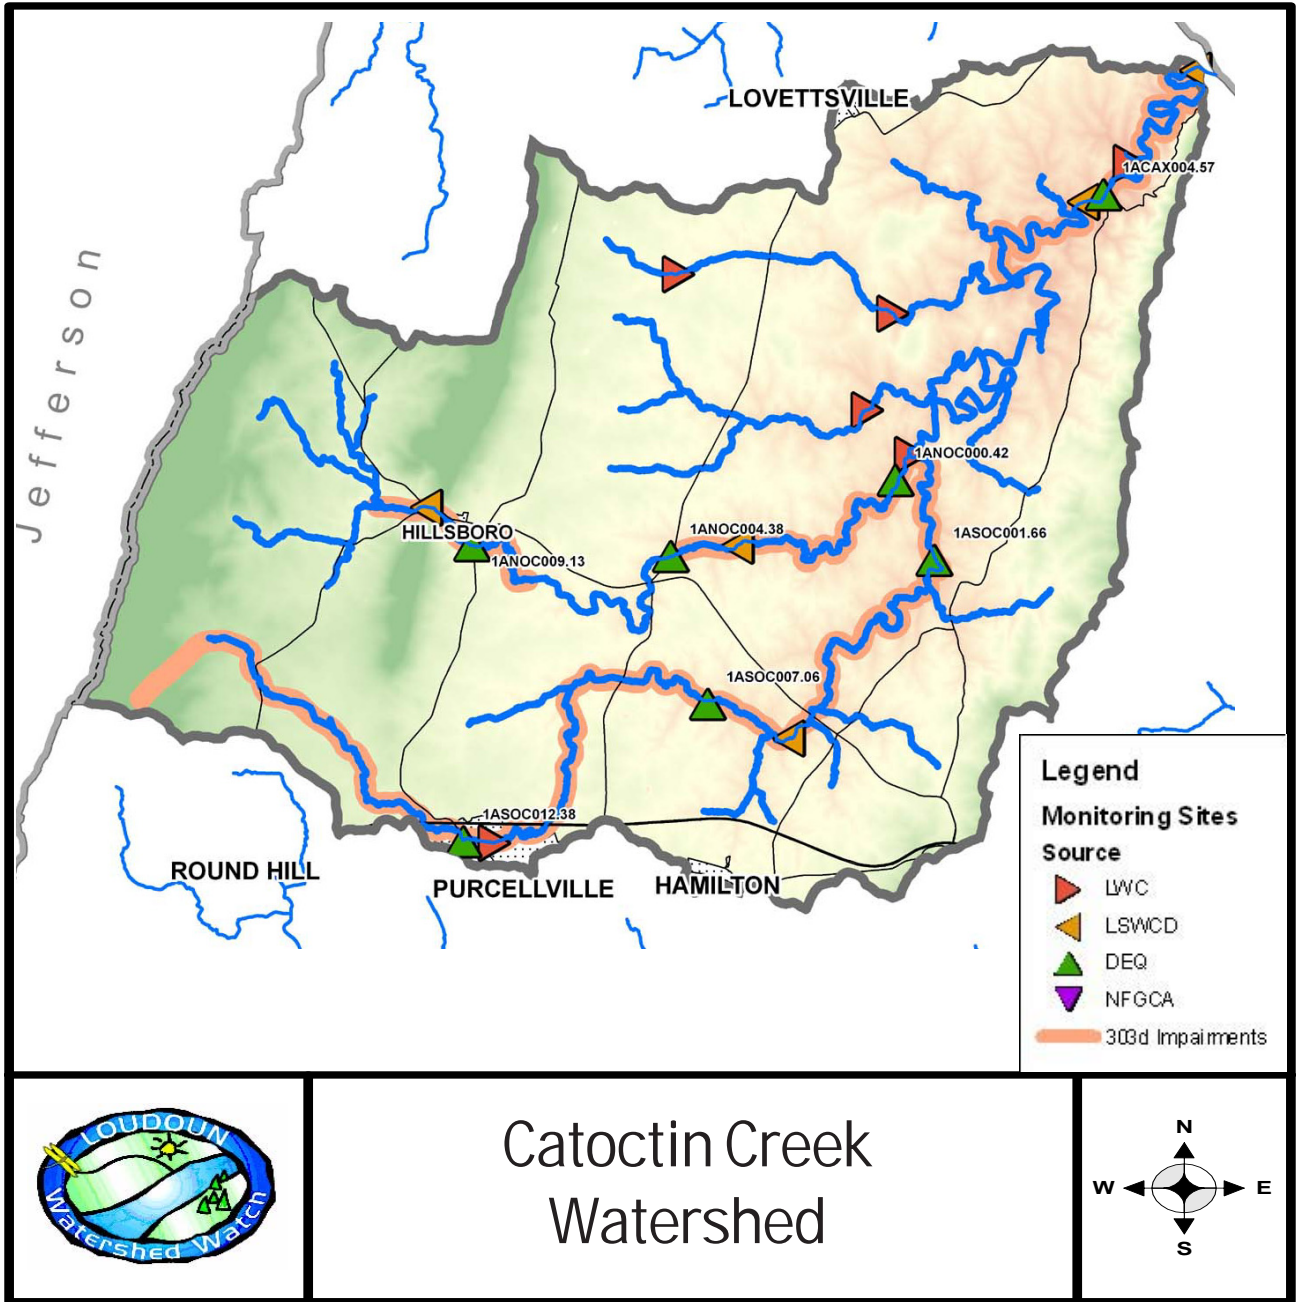 LOVETTSVILLE
1ACAX004.57
Jefferson
1ANOC000.42
1ANOC004.38
HILLSBORO
1ASOC001.66
1ANOC009.13
1ASOC007.06
1ASOC012.38
ROUND HILL
PURCELLVILLE
HAMILTON
Legend
Monitoring Sites
Source
LWC
LSWCD
DEQ
NFGCA
303d Impairments
LOUDOUN
Watershed Watch
Catoctin Creek
Watershed
N
W E
S